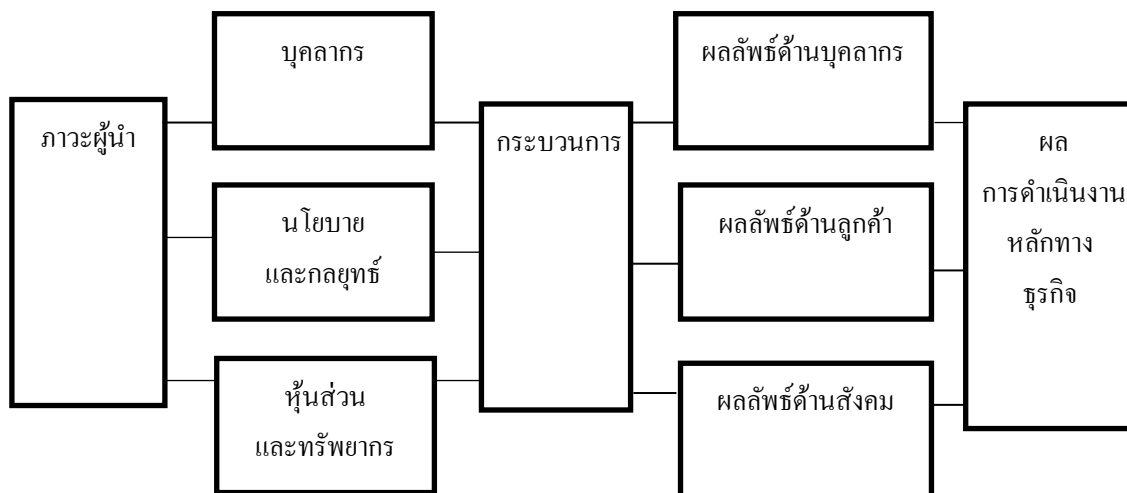 ภาวะผู้นำ
บุคลากร
นโยบาย
และกลยุทธ์
หุ้นส่วน
และทรัพยากร
กระบวนการ
ผลลัพธ์ด้านบุคลากร
ผลลัพธ์ด้านลูกค้า
ผลลัพธ์ด้านสังคม
ผล
การดำเนินงาน
หลักทาง
ธุรกิจ